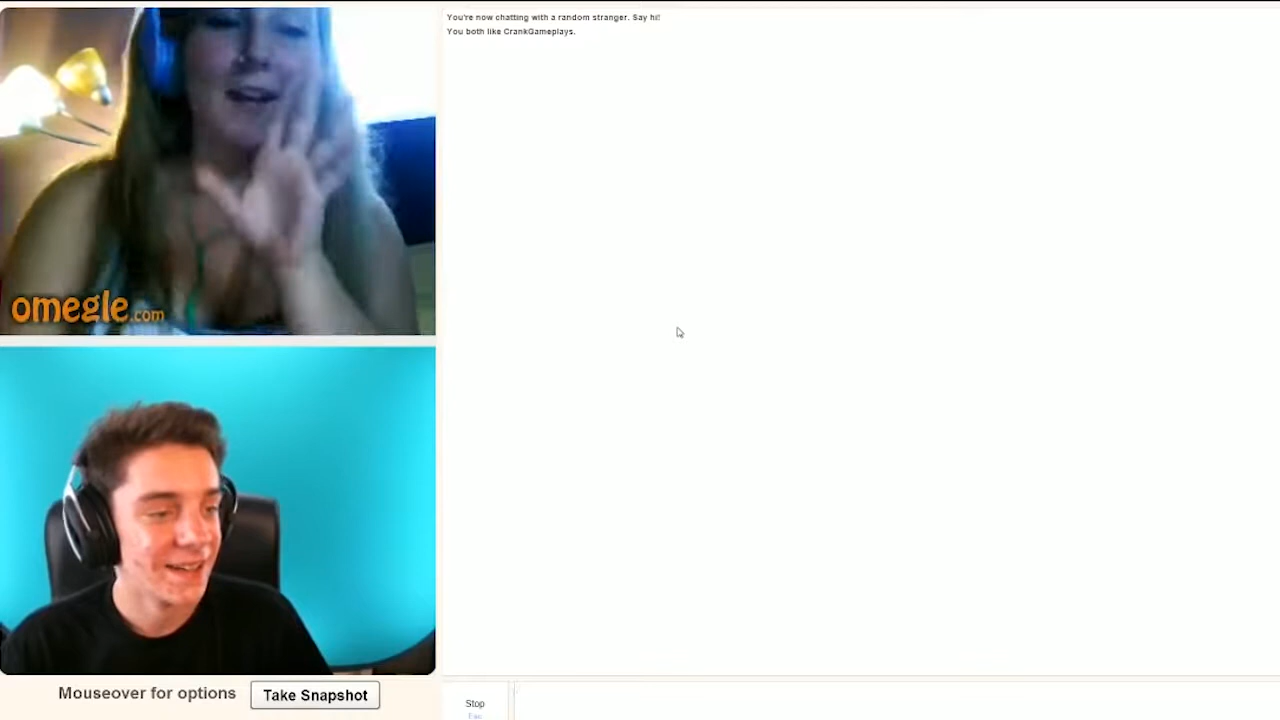 You're now chatting with a random stranger. Say hi!
You both like CrankGameplays.
omegle.com
Mouseover for options
Take Snapshot
Stop
Esc